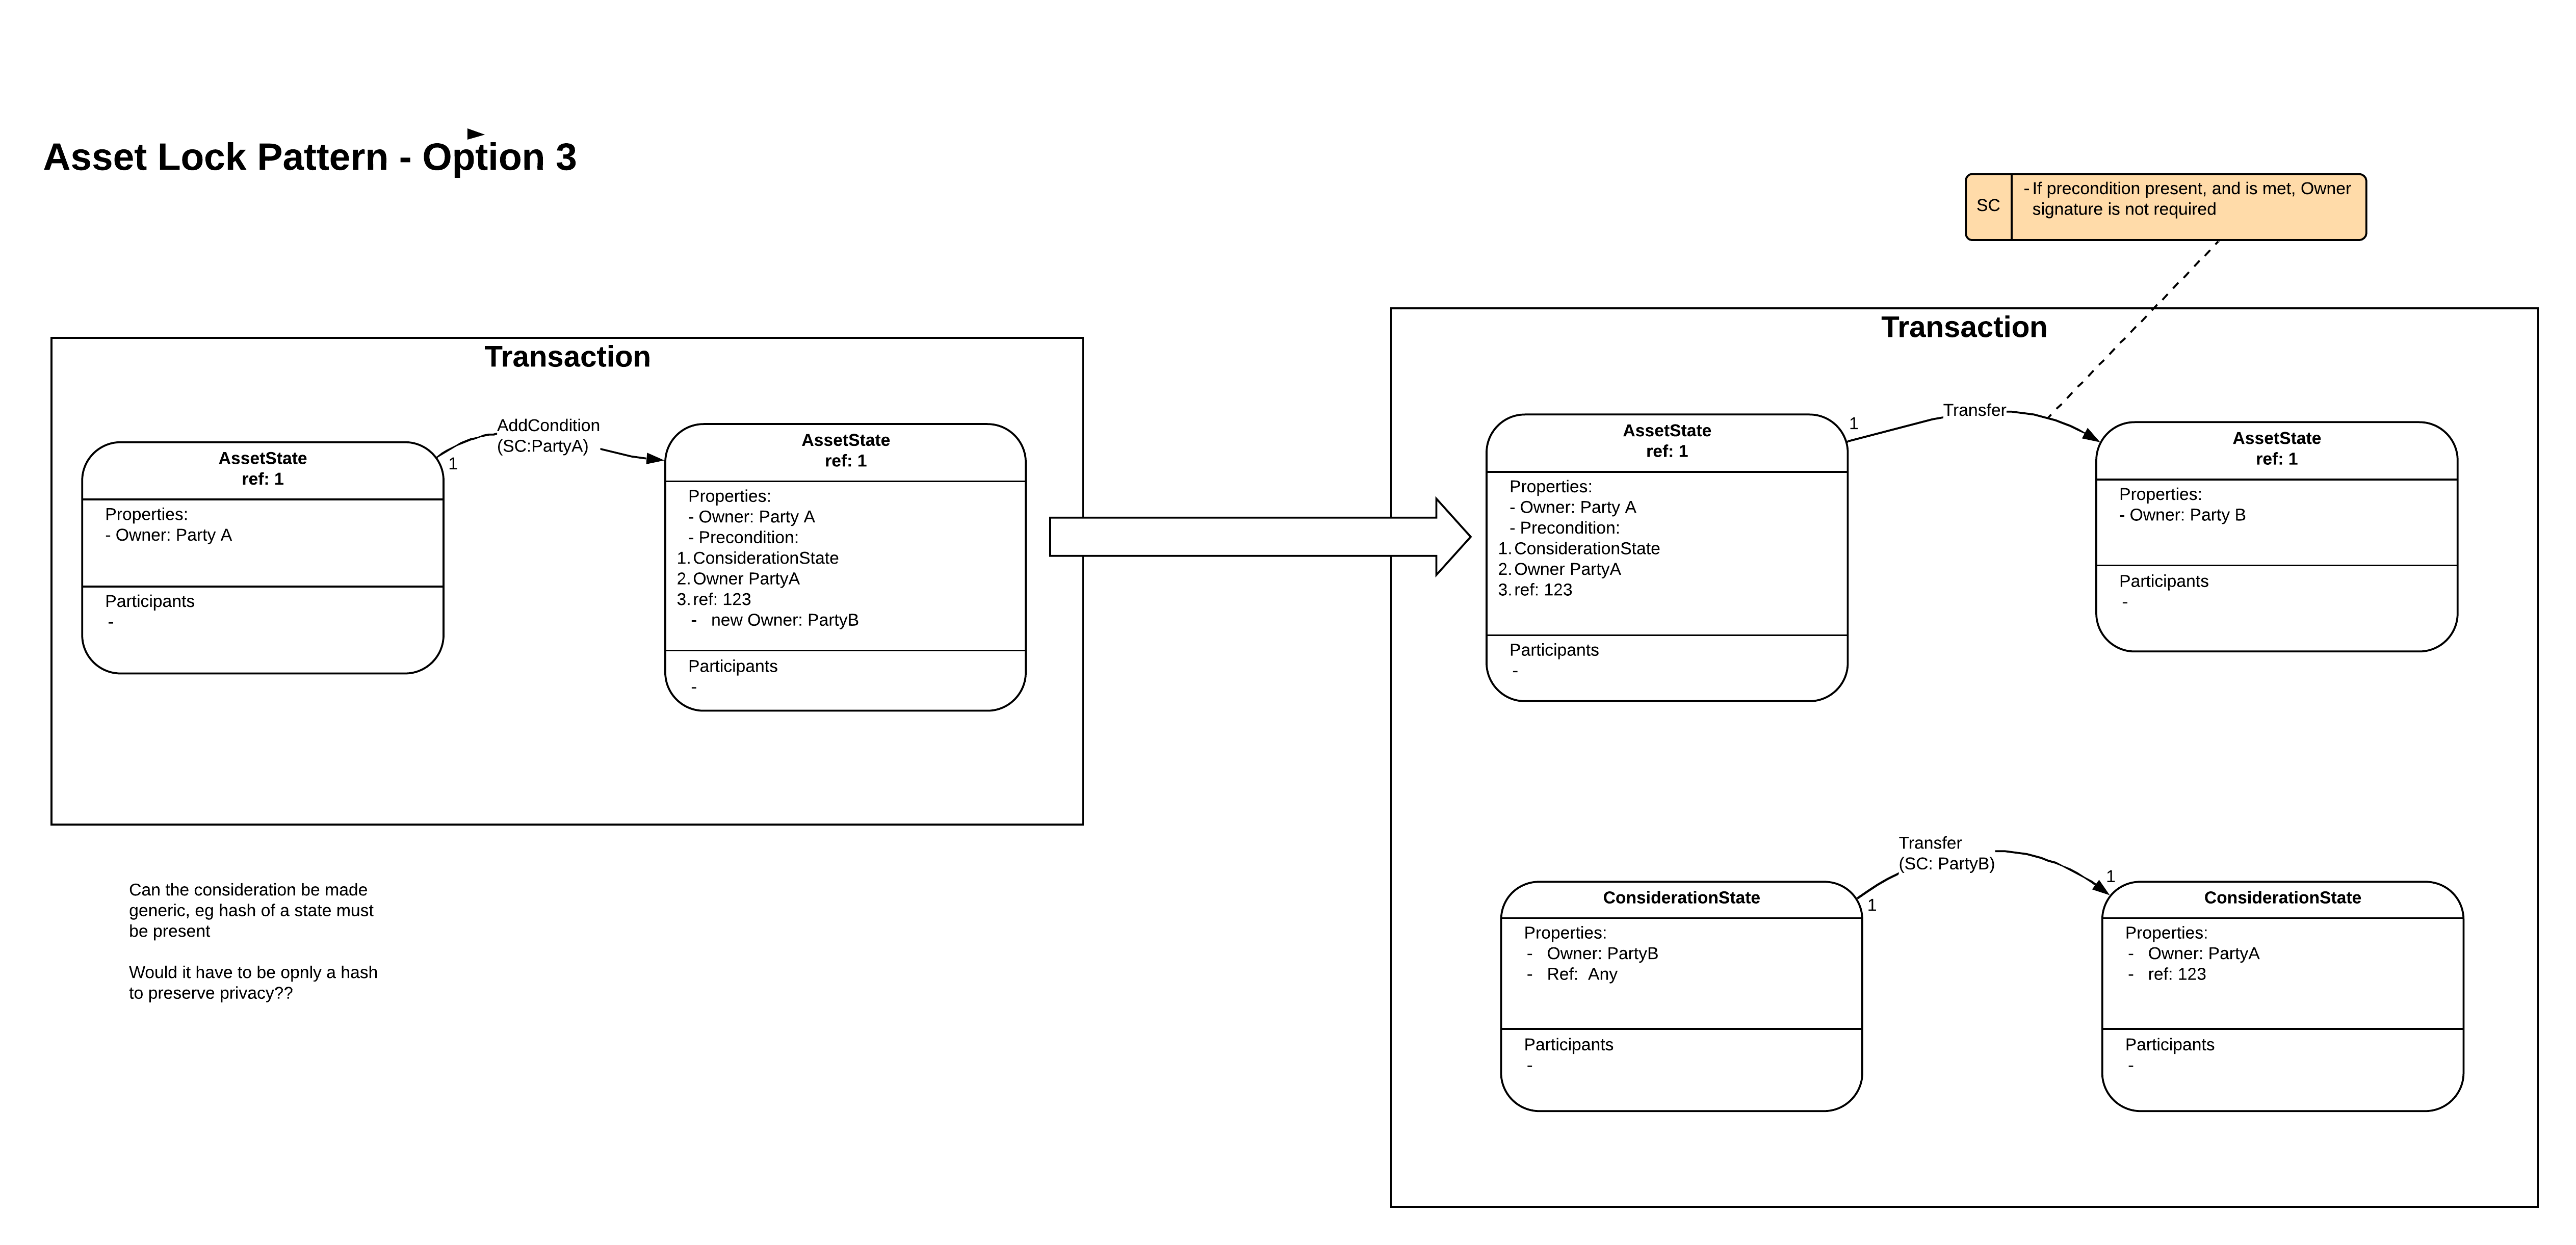 Asset Lock Pattern - Option 3
SC
- If precondition present, and is met, Owner
signature is not required
Transaction
AssetState
ref: 1
Properties:
- Owner: Party A
Participants
-
1
AddCondition
(SC:PartyA)
AssetState
ref: 1
Properties:
- Owner: Party A
- Precondition:
1. ConsiderationState
2. Owner PartyA
3. ref: 123
- new Owner: PartyB
Participants
-
Transaction
AssetState
ref: 1
Properties:
- Owner: Party A
- Precondition:
1. ConsiderationState
2. Owner PartyA
3. ref: 123
Participants
-
1
Transfer
AssetState
ref: 1
Properties:
- Owner: Party B
Participants
-
ConsiderationState
Properties:
- Owner: PartyB
- Ref: Any
Participants
-
1
Transfer
(SC: PartyB)
1
ConsiderationState
Properties:
- Owner: PartyA
- ref: 123
Participants
-
Can the consideration be made
generic, eg hash of a state must
be present
Would it have to be opnly a hash
to preserve privacy??